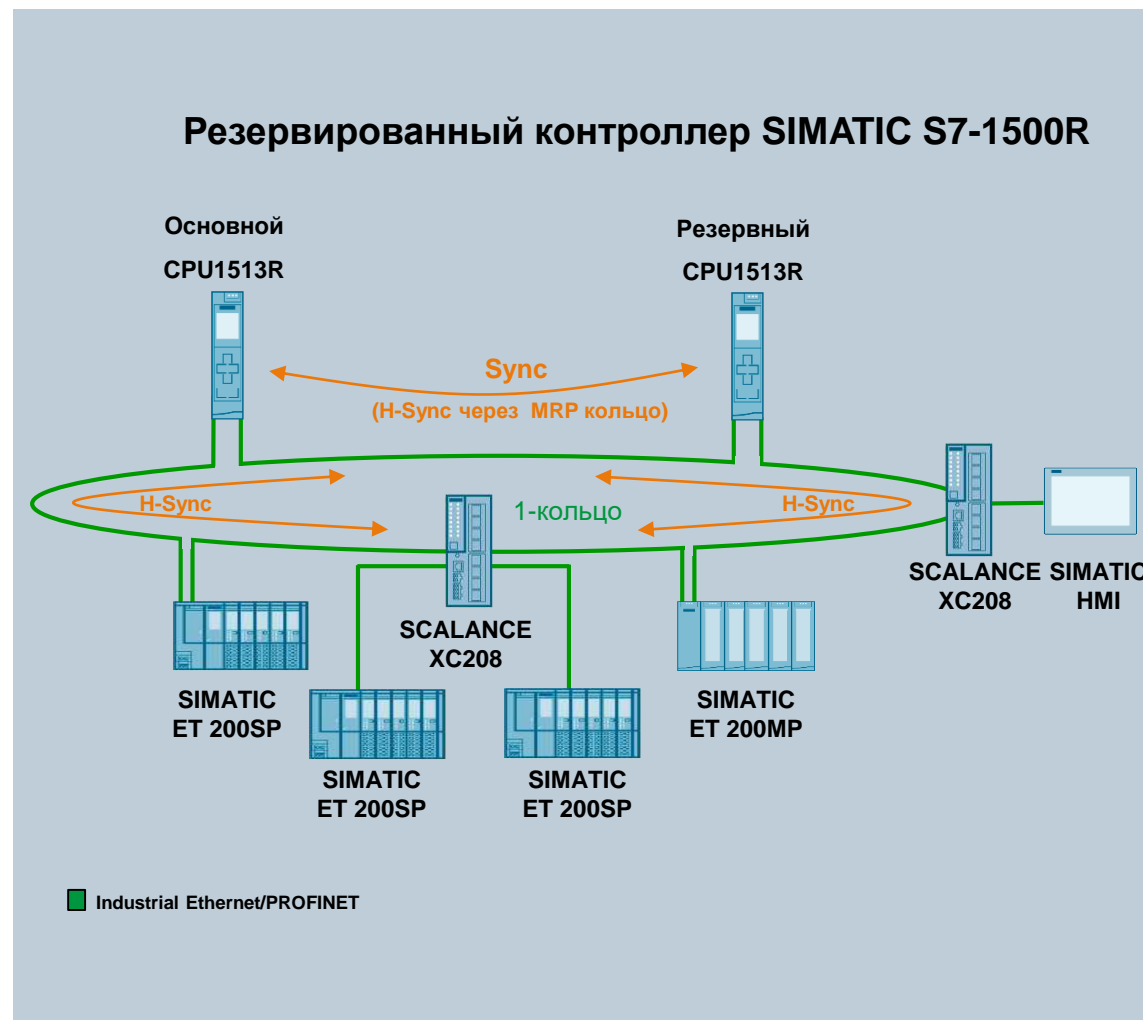 Резервированный контроллер SIMATIC S7-1500R
Основной
CPU1513R
Резервный
CPU1513R
Sync
(H-Sync через MRP кольцо)
H-Sync
1-кольцо
H-Sync
SCALANCE
XC208
SIMATIC
HMI
SCALANCE
XC208
SIMATIC
ET 200SP
SIMATIC
ET 200MP
SIMATIC
ET 200SP
SIMATIC
ET 200SP
Industrial Ethernet/PROFINET